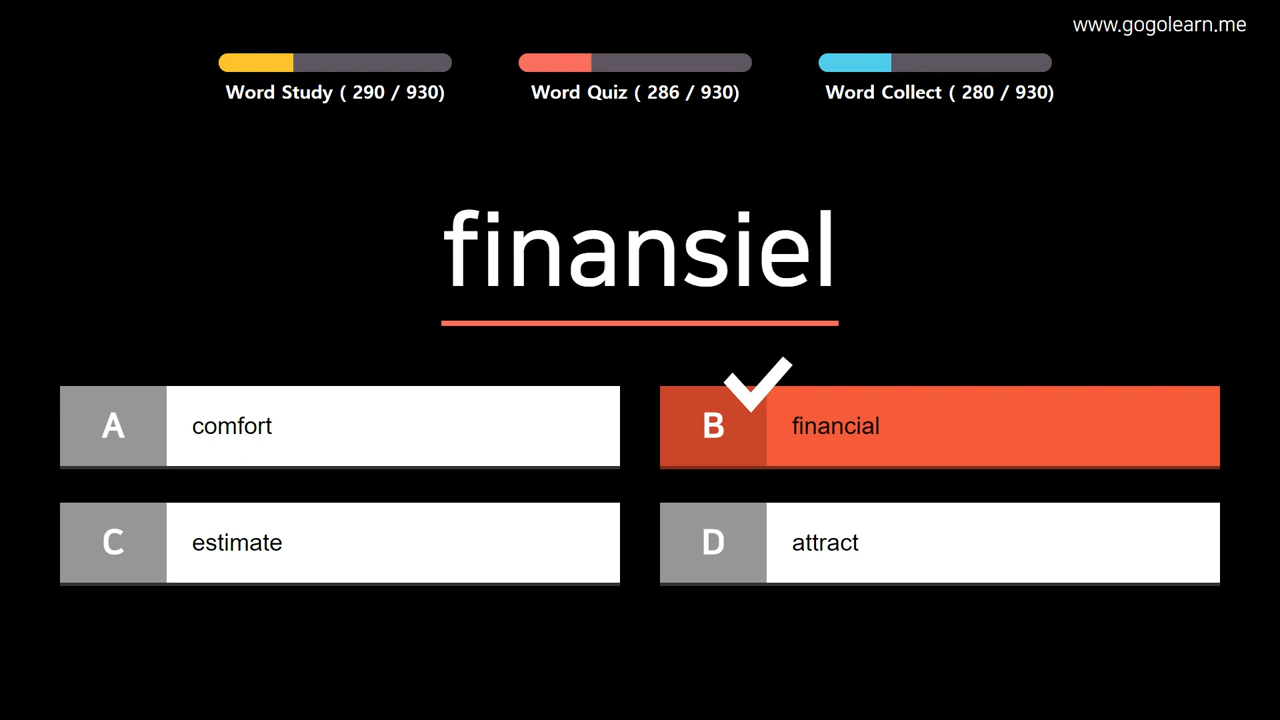 www.gogolearn.me
Word Study ( 290 / 930)
Word Quiz ( 286 / 930)
Word Collect ( 280 / 930)
finansiel
A comfort
B financial
C estimate
D attract